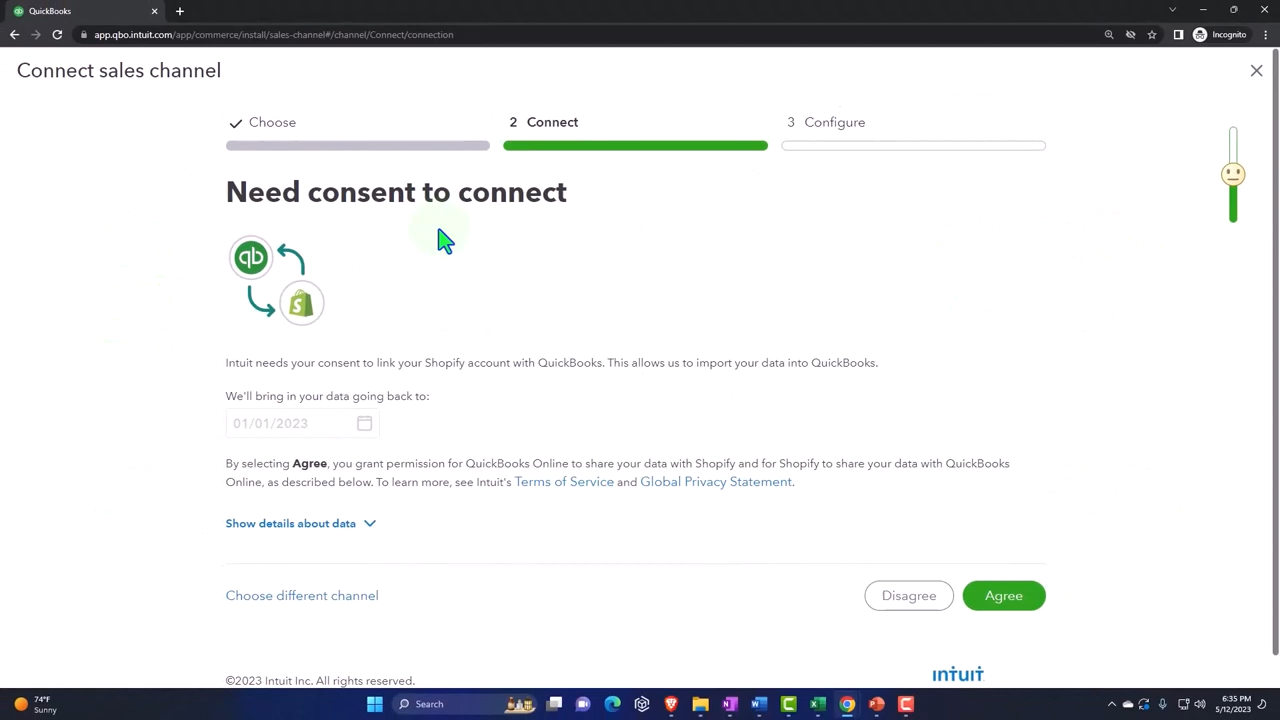 QuickBooks
app.qbo.intuit.com/app/commerce/install/sales-channel#/channel/Connect/connection
Incognito
Connect sales channel
Choose
2 Connect
3 Configure
Need consent to connect
qb
S
Intuit needs your consent to link your Shopify account with QuickBooks. This allows us to import your data into QuickBooks.
We'll bring in your data going back to:
01/01/2023
By selecting Agree, you grant permission for QuickBooks Online to share your data with Shopify and for Shopify to share your data with QuickBooks
Online, as described below. To learn more, see Intuit's Terms of Service and Global Privacy Statement.
Show details about data
Choose different channel
Disagree
Agree
©2023 Intuit Inc. All rights reserved.
INTUIT
74°F
Sunny
Search
5:35 PM
5/22/2023